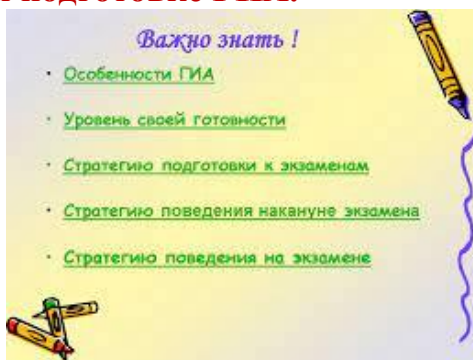 Важно знать !
• Особенности ГИА
• Уровень своей готовности
• Стратегию подготовки к экзаменам
• Стратегию поведения накануне экзамена
• Стратегию поведения на экзамене